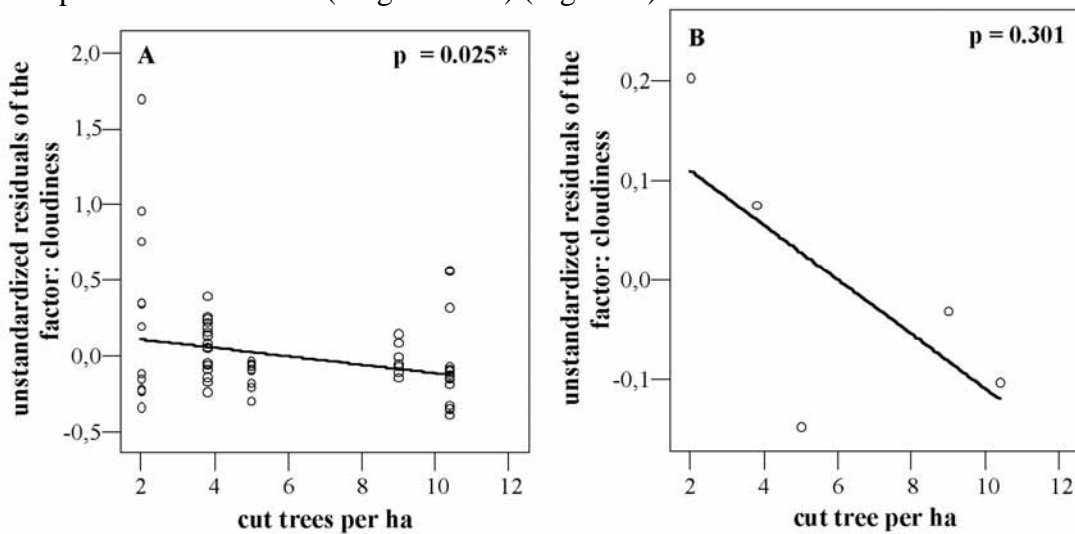 A
p = 0.025*
unstandardized residuals of the
factor: cloudiness
2,0
1,5
1,0
0,5
0,0
-0,5
2 4 6 8 10 12
cut trees per ha
B
p = 0.301
unstandardized residuals of the
factor: cloudiness
0,2
0,1
0,0
-0,1
2 4 6 8 10 12
cut tree per ha